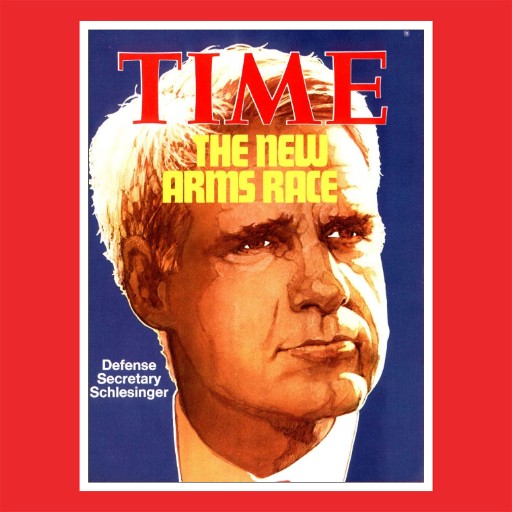 TIME
THE NEW
ARMS RACE
Defense
Secretary
Schlesinger